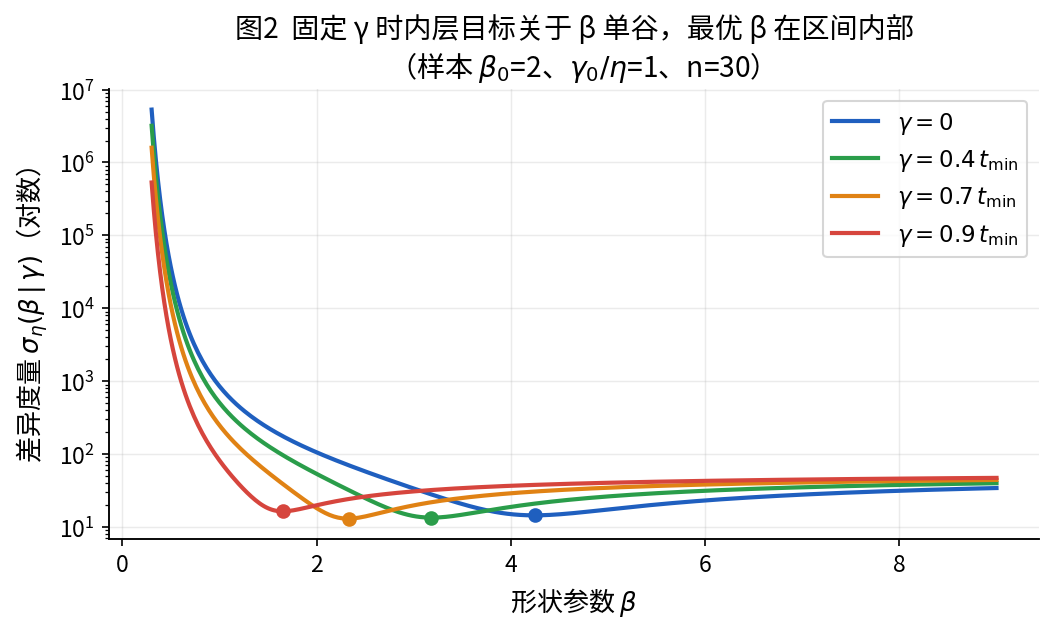 图2 固定 γ 时内层目标关于 β 单谷，最优 β 在区间内部
（样本 β₀=2、γ₀/η=1、n=30）
差异度量 σ_η(β | γ)（对数）
10⁷
10⁶
10⁵
10⁴
10³
10²
10¹
γ = 0
γ = 0.4 t_min
γ = 0.7 t_min
γ = 0.9 t_min
0 2 4 6 8
形状参数 β